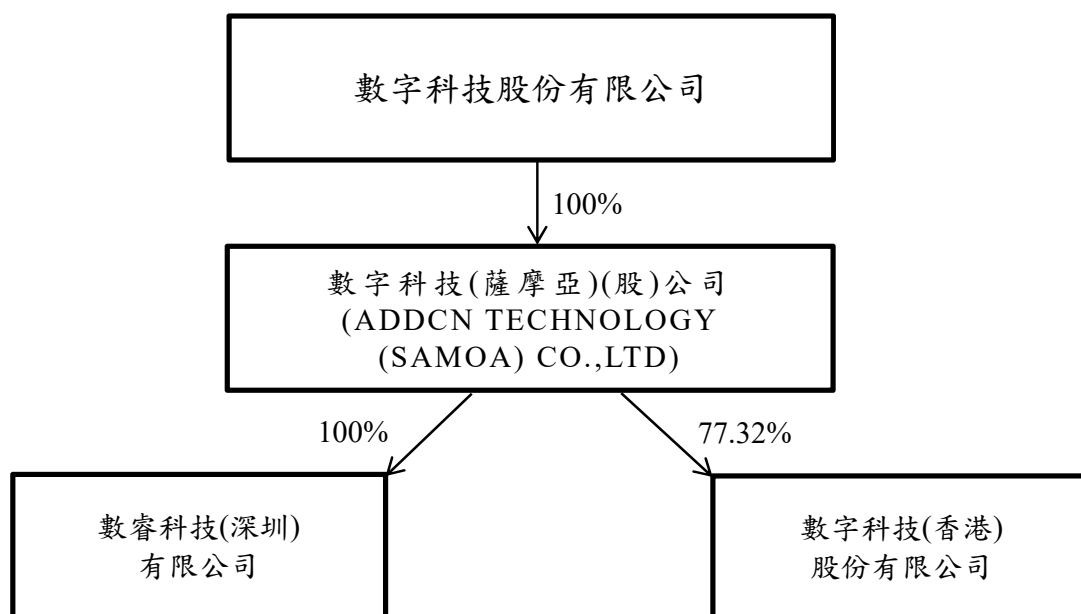 數字科技股份有限公司
100%
數字科技(薩摩亞)(股)公司
(ADDCN TECHNOLOGY
(SAMOA) CO.,LTD)
100%
77.32%
數睿科技(深圳)
有限公司
數字科技(香港)
股份有限公司